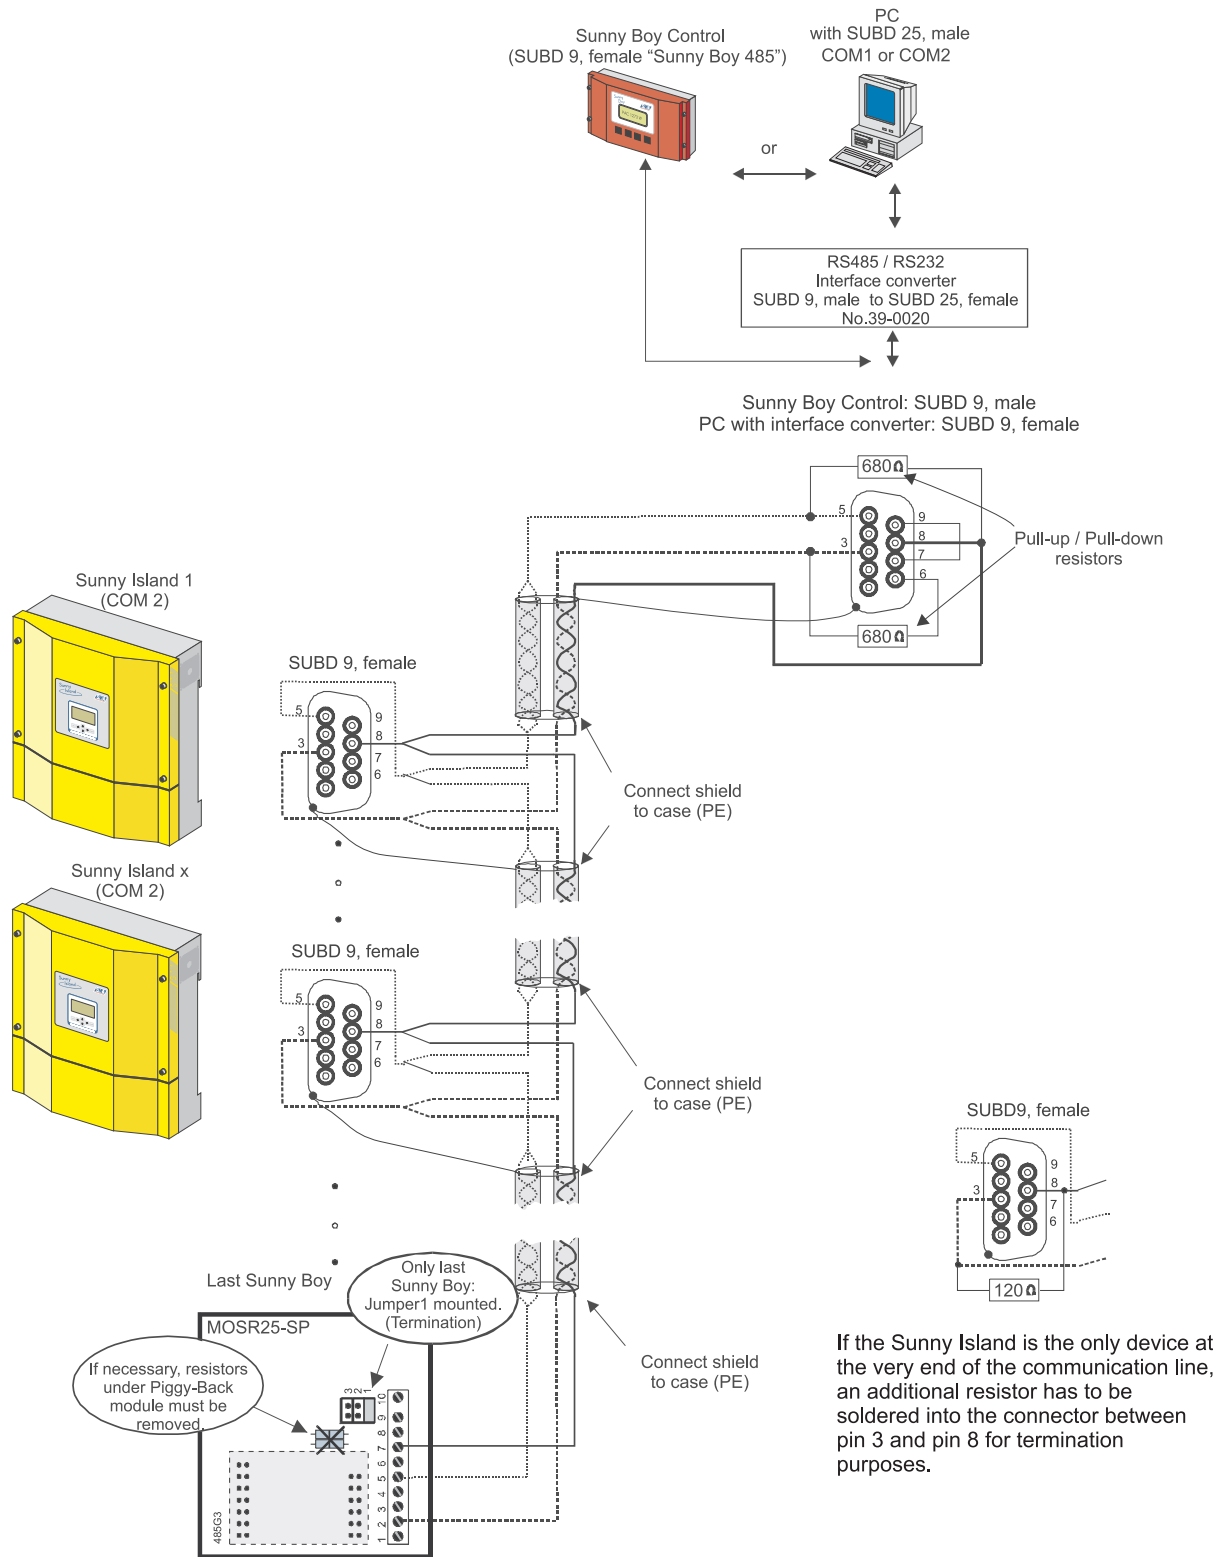 PC
with SUBD 25, male
COM1 or COM2
Sunny Boy Control
(SUBD 9, female “Sunny Boy 485”)
or
RS485 / RS232
Interface converter
SUBD 9, male to SUBD 25, female
No.39-0020
Sunny Boy Control: SUBD 9, male
PC with interface converter: SUBD 9, female
680Ω
5
9
8
3
7
6
Pull-up / Pull-down
resistors
680Ω
Sunny Island 1
(COM 2)
SUBD 9, female
5
9
8
3
7
6
Connect shield
to case (PE)
Sunny Island x
(COM 2)
SUBD 9, female
5
9
8
3
7
6
Connect shield
to case (PE)
SUBD9, female
5
9
8
3
7
6
120Ω
Last Sunny Boy
Only last
Sunny Boy:
Jumper1 mounted.
(Termination)
MOSR25-SP
If necessary, resistors
under Piggy-Back
module must be
removed.
3
2
1
10
9
8
7
6
5
4
3
2
1
485G3
Connect shield
to case (PE)
If the Sunny Island is the only device at
the very end of the communication line,
an additional resistor has to be
soldered into the connector between
pin 3 and pin 8 for termination
purposes.